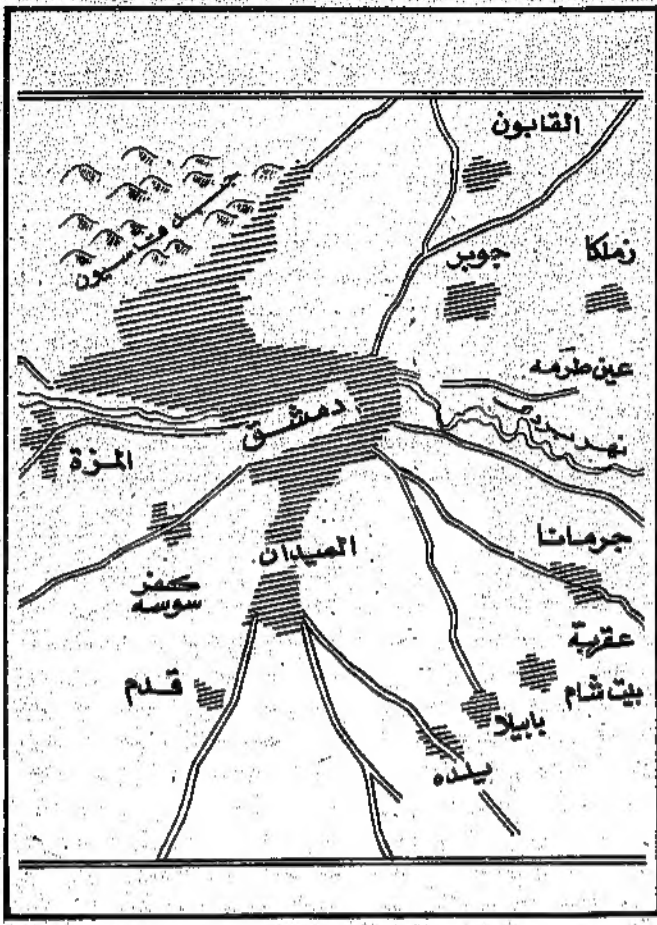 القابون
جبل قاسيون
جوبر
زملكا
عين طرمه
نهر بردى
دمشق
المزة
جرمانا
الميدان
كفر
سوسه
عقربة
قدم
بيت شام
بابيلا
يلده